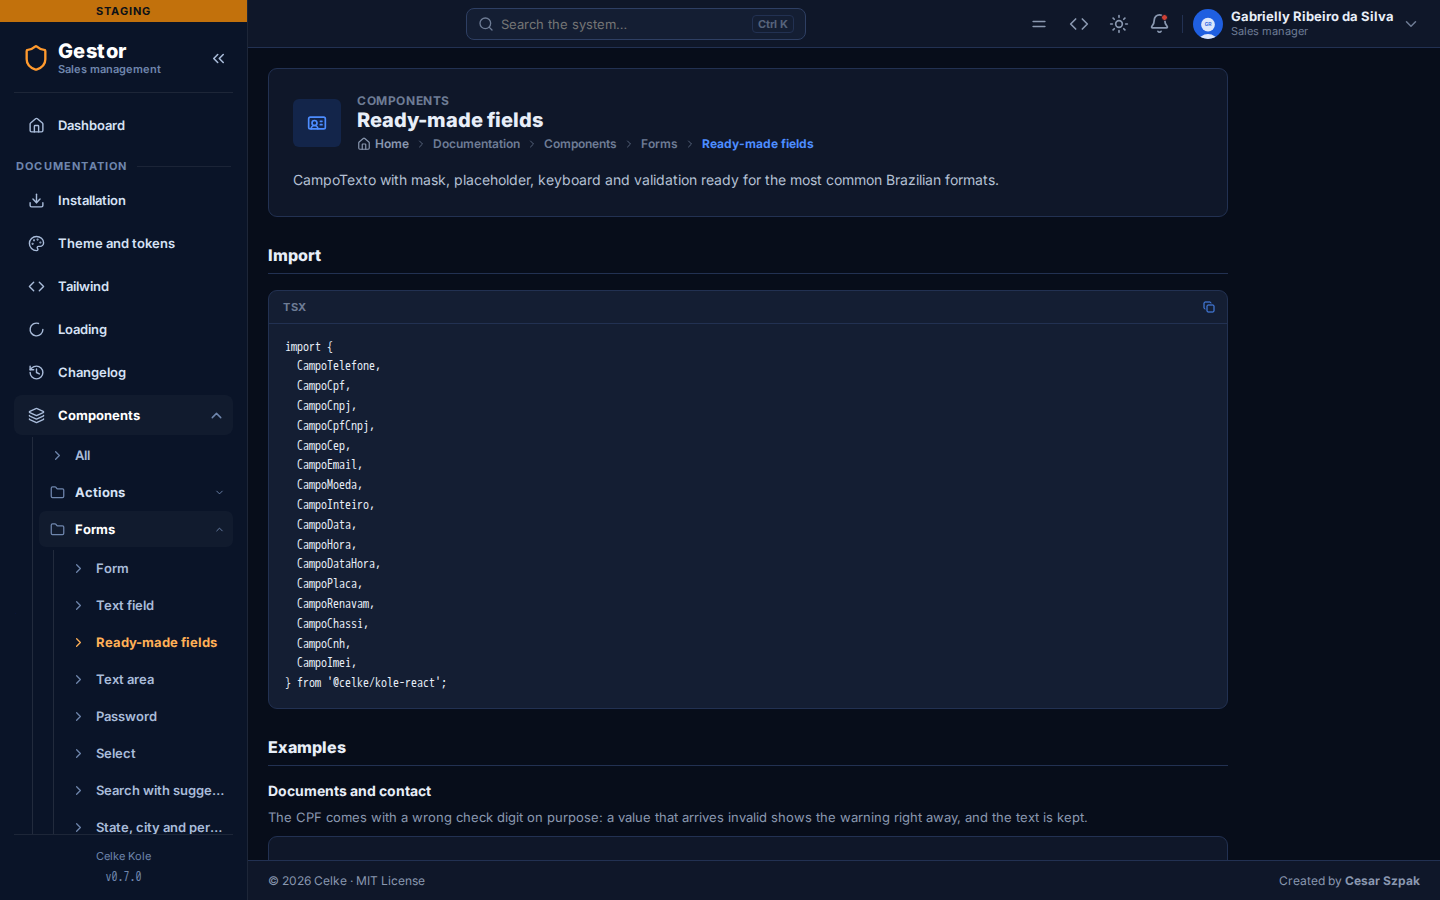 STAGING
Gestor
Sales management
Dashboard
DOCUMENTATION
Installation
Theme and tokens
Tailwind
Loading
Changelog
Components
All
Actions
Forms
Form
Text field
Ready-made fields
Text area
Password
Select
Search with sugge...
State, city and per...
Celke Kole
v0.7.0
Search the system...
Ctrl K
GR
Gabrielly Ribeiro da Silva
Sales manager
COMPONENTS
Ready-made fields
Home
Documentation
Components
Forms
Ready-made fields
CampoTexto with mask, placeholder, keyboard and validation ready for the most common Brazilian formats.
Import
TSX
import {
CampoTelefone,
CampoCpf,
CampoCnpj,
CampoCpfCnpj,
CampoCep,
CampoEmail,
CampoMoeda,
CampoInteiro,
CampoData,
CampoHora,
CampoDataHora,
CampoPlaca,
CampoRenavam,
CampoChassi,
CampoCnh,
CampoImei,
} from '@celke/kole-react';
Examples
Documents and contact
The CPF comes with a wrong check digit on purpose: a value that arrives invalid shows the warning right away, and the text is kept.
© 2026 Celke · MIT License
Created by Cesar Szpak